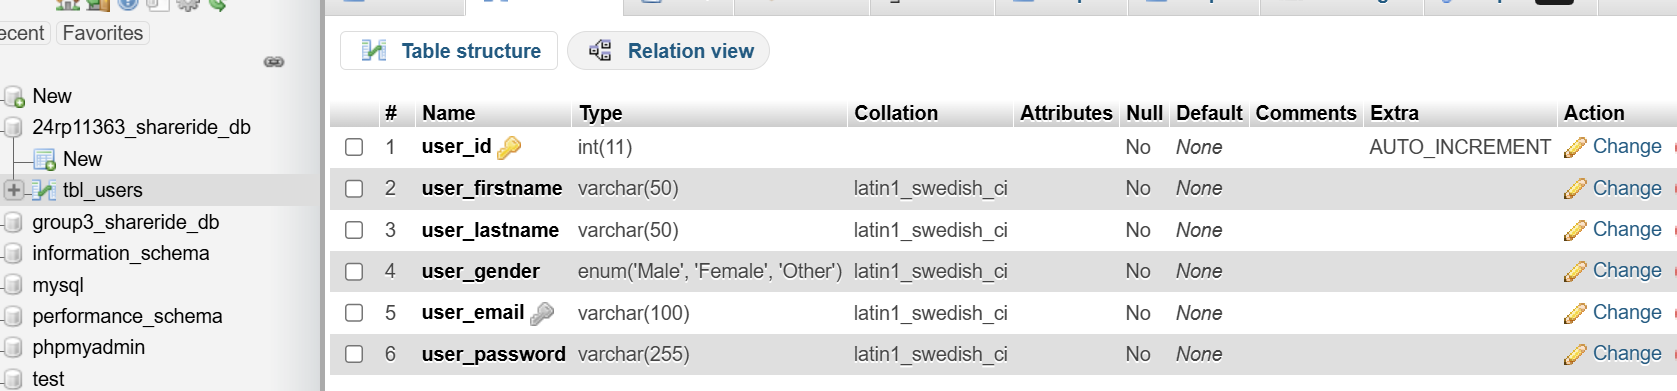 Favorites
New
24rp11363_shareride_db
New
tbl_users
group3_shareride_db
information_schema
mysql
performance_schema
phpmyadmin
test
Table structure
Relation view
# Name Type Collation Attributes Null Default Comments Extra Action
1 user_id int(11) No None AUTO_INCREMENT Change
2 user_firstname varchar(50) latin1_swedish_ci No None Change
3 user_lastname varchar(50) latin1_swedish_ci No None Change
4 user_gender enum('Male', 'Female', 'Other') latin1_swedish_ci No None Change
5 user_email varchar(100) latin1_swedish_ci No None Change
6 user_password varchar(255) latin1_swedish_ci No None Change